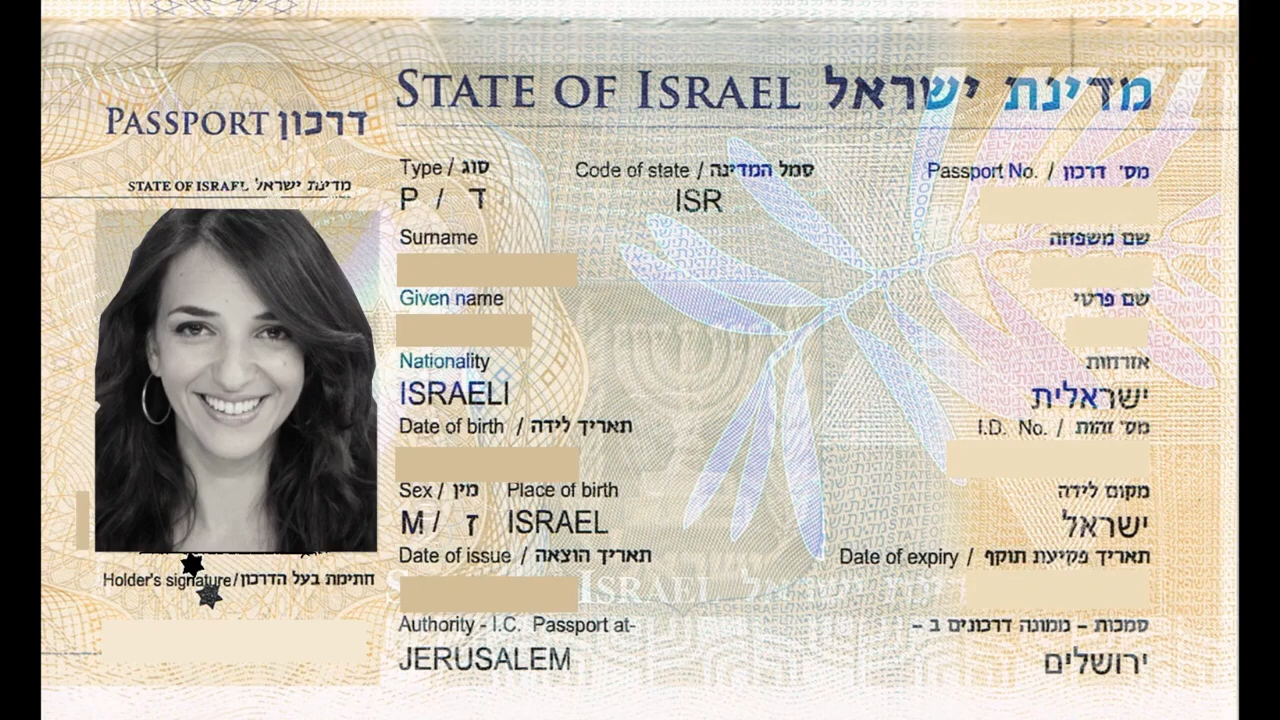 STATE OF ISRAEL מדינת ישראל
PASSPORT דרכון
STATE OF ISRAEL מדינת ישראל
Type / סוג
Code of state / סמל המדינה
Passport No. / מס' דרכון
P / ד
ISR
Surname
שם משפחה
Given name
שם פרטי
Nationality
אזרחות
ISRAELI
ישראלית
Date of birth / תאריך לידה
I.D. No. / מס' זהות
Sex / מין
Place of birth
מקום לידה
M / ז
ISRAEL
ישראל
Date of issue / תאריך הוצאה
Date of expiry / תאריך פקיעת תוקף
Holder's signature/חתימת בעל הדרכון
Authority - I.C. Passport at-
סמכות – ממונה דרכונים ב –
JERUSALEM
ירושלים